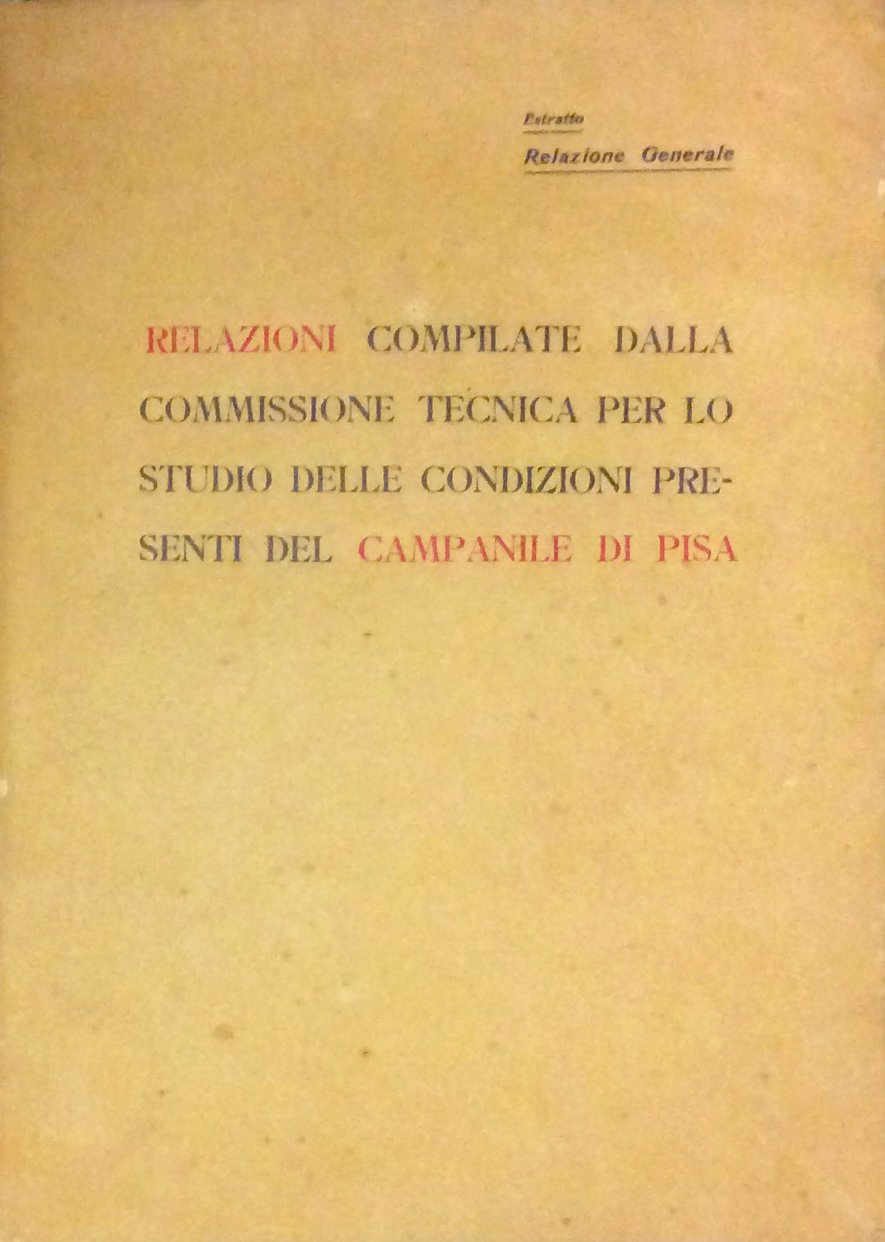 Estratto
Relazione Generale
RELAZIONI COMPILATE DALLA
COMMISSIONE TECNICA PER LO
STUDIO DELLE CONDIZIONI PRE-
SENTI DEL CAMPANILE DI PISA